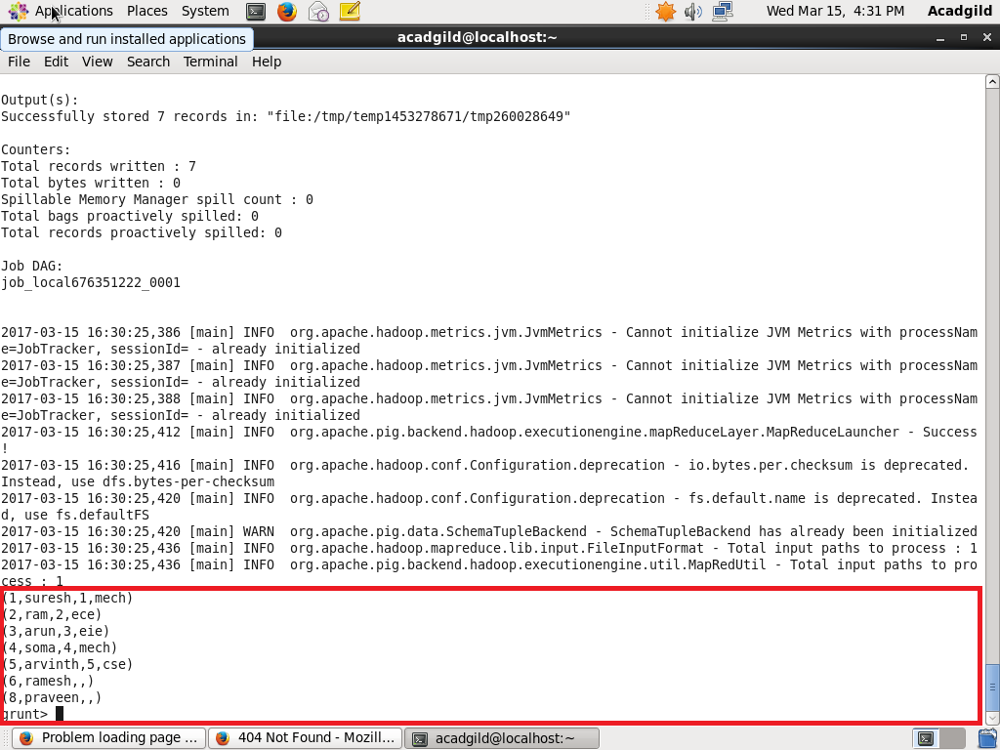 Applications Places System Wed Mar 15, 4:31 PM Acadgild
Browse and run installed applications
acadgild@localhost:~
File Edit View Search Terminal Help
Output(s):
Successfully stored 7 records in: "file:/tmp/temp1453278671/tmp260028649"
Counters:
Total records written : 7
Total bytes written : 0
Spillable Memory Manager spill count : 0
Total bags proactively spilled: 0
Total records proactively spilled: 0
Job DAG:
job_local676351222_0001
2017-03-15 16:30:25,386 [main] INFO  org.apache.hadoop.metrics.jvm.JvmMetrics - Cannot initialize JVM Metrics with processNam
e=JobTracker, sessionId= - already initialized
2017-03-15 16:30:25,387 [main] INFO  org.apache.hadoop.metrics.jvm.JvmMetrics - Cannot initialize JVM Metrics with processNam
e=JobTracker, sessionId= - already initialized
2017-03-15 16:30:25,388 [main] INFO  org.apache.hadoop.metrics.jvm.JvmMetrics - Cannot initialize JVM Metrics with processNam
e=JobTracker, sessionId= - already initialized
2017-03-15 16:30:25,412 [main] INFO  org.apache.pig.backend.hadoop.executionengine.mapReduceLayer.MapReduceLauncher - Success
!
2017-03-15 16:30:25,416 [main] INFO  org.apache.hadoop.conf.Configuration.deprecation - io.bytes.per.checksum is deprecated.
Instead, use dfs.bytes-per-checksum
2017-03-15 16:30:25,420 [main] INFO  org.apache.hadoop.conf.Configuration.deprecation - fs.default.name is deprecated. Instea
d, use fs.defaultFS
2017-03-15 16:30:25,420 [main] WARN  org.apache.pig.data.SchemaTupleBackend - SchemaTupleBackend has already been initialized
2017-03-15 16:30:25,436 [main] INFO  org.apache.hadoop.mapreduce.lib.input.FileInputFormat - Total input paths to process : 1
2017-03-15 16:30:25,436 [main] INFO  org.apache.pig.backend.hadoop.executionengine.util.MapRedUtil - Total input paths to pro
cess : 1
(1,suresh,1,mech)
(2,ram,2,ece)
(3,arun,3,eie)
(4,soma,4,mech)
(5,arvinth,5,cse)
(6,ramesh,,)
(8,praveen,,)
grunt>
Problem loading page ... 404 Not Found - Mozill... acadgild@localhost:~